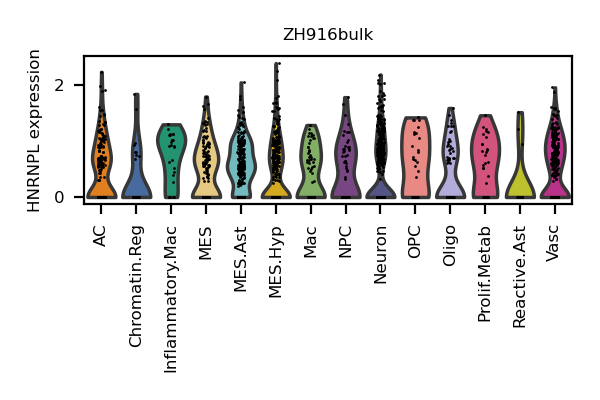 ZH916bulk
HNRNPL expression
2
0
AC
Chromatin.Reg
Inflammatory.Mac
MES
MES.Ast
MES.Hyp
Mac
NPC
Neuron
OPC
Oligo
Prolif.Metab
Reactive.Ast
Vasc